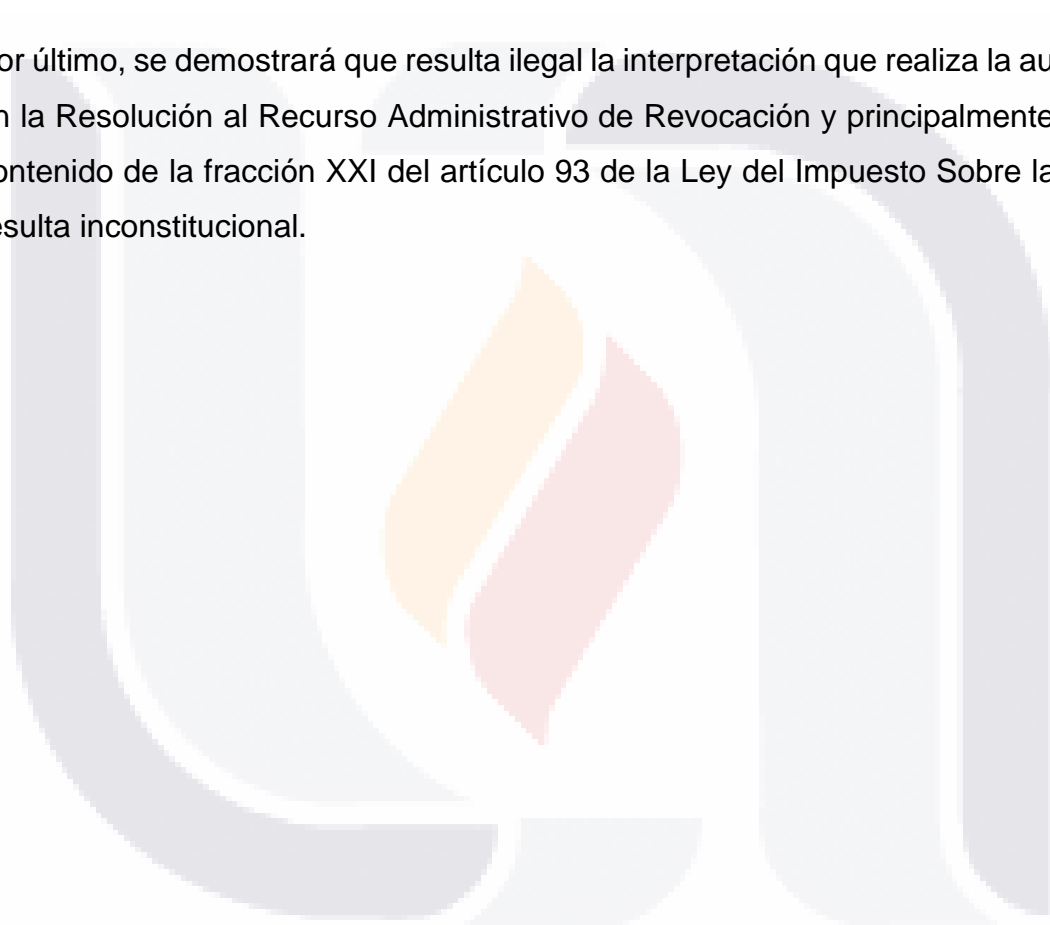 or último, se demostrará que resulta ilegal la interpretación que realiza la au
n la Resolución al Recurso Administrativo de Revocación y principalmente
ontenido de la fracción XXI del artículo 93 de la Ley del Impuesto Sobre la
esulta inconstitucional.